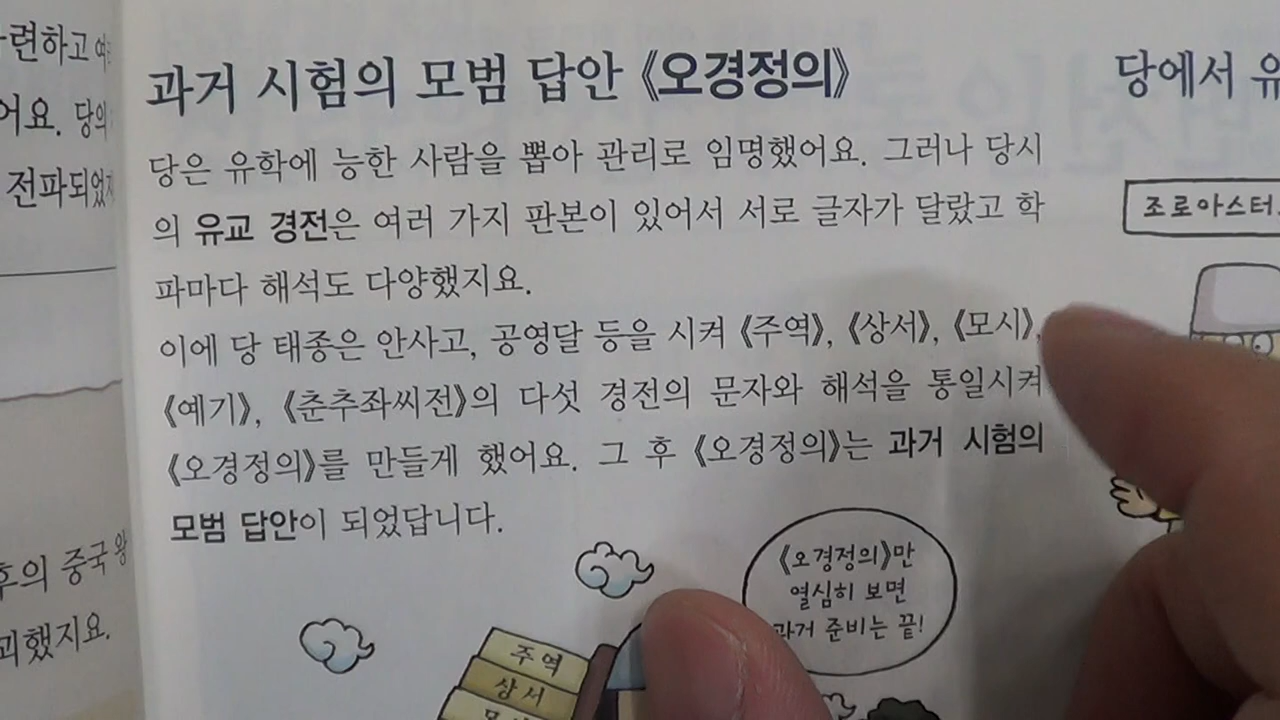 련하고
어요. 당의
전파되었
후의 중국 왕
했지요.
과거 시험의 모범 답안 《오경정의》
당은 유학에 능한 사람을 뽑아 관리로 임명했어요. 그러나 당시
의 유교 경전은 여러 가지 판본이 있어서 서로 글자가 달랐고 학
파마다 해석도 다양했지요.
이에 당 태종은 안사고, 공영달 등을 시켜 《주역》, 《상서》, 《모시》,
《예기》, 《춘추좌씨전》의 다섯 경전의 문자와 해석을 통일시켜
《오경정의》를 만들게 했어요. 그 후 《오경정의》는 과거 시험의
모범 답안이 되었답니다.
《오경정의》만
열심히 보면
과거 준비는 끝!
주역
상서
당에서 유
조로아스터